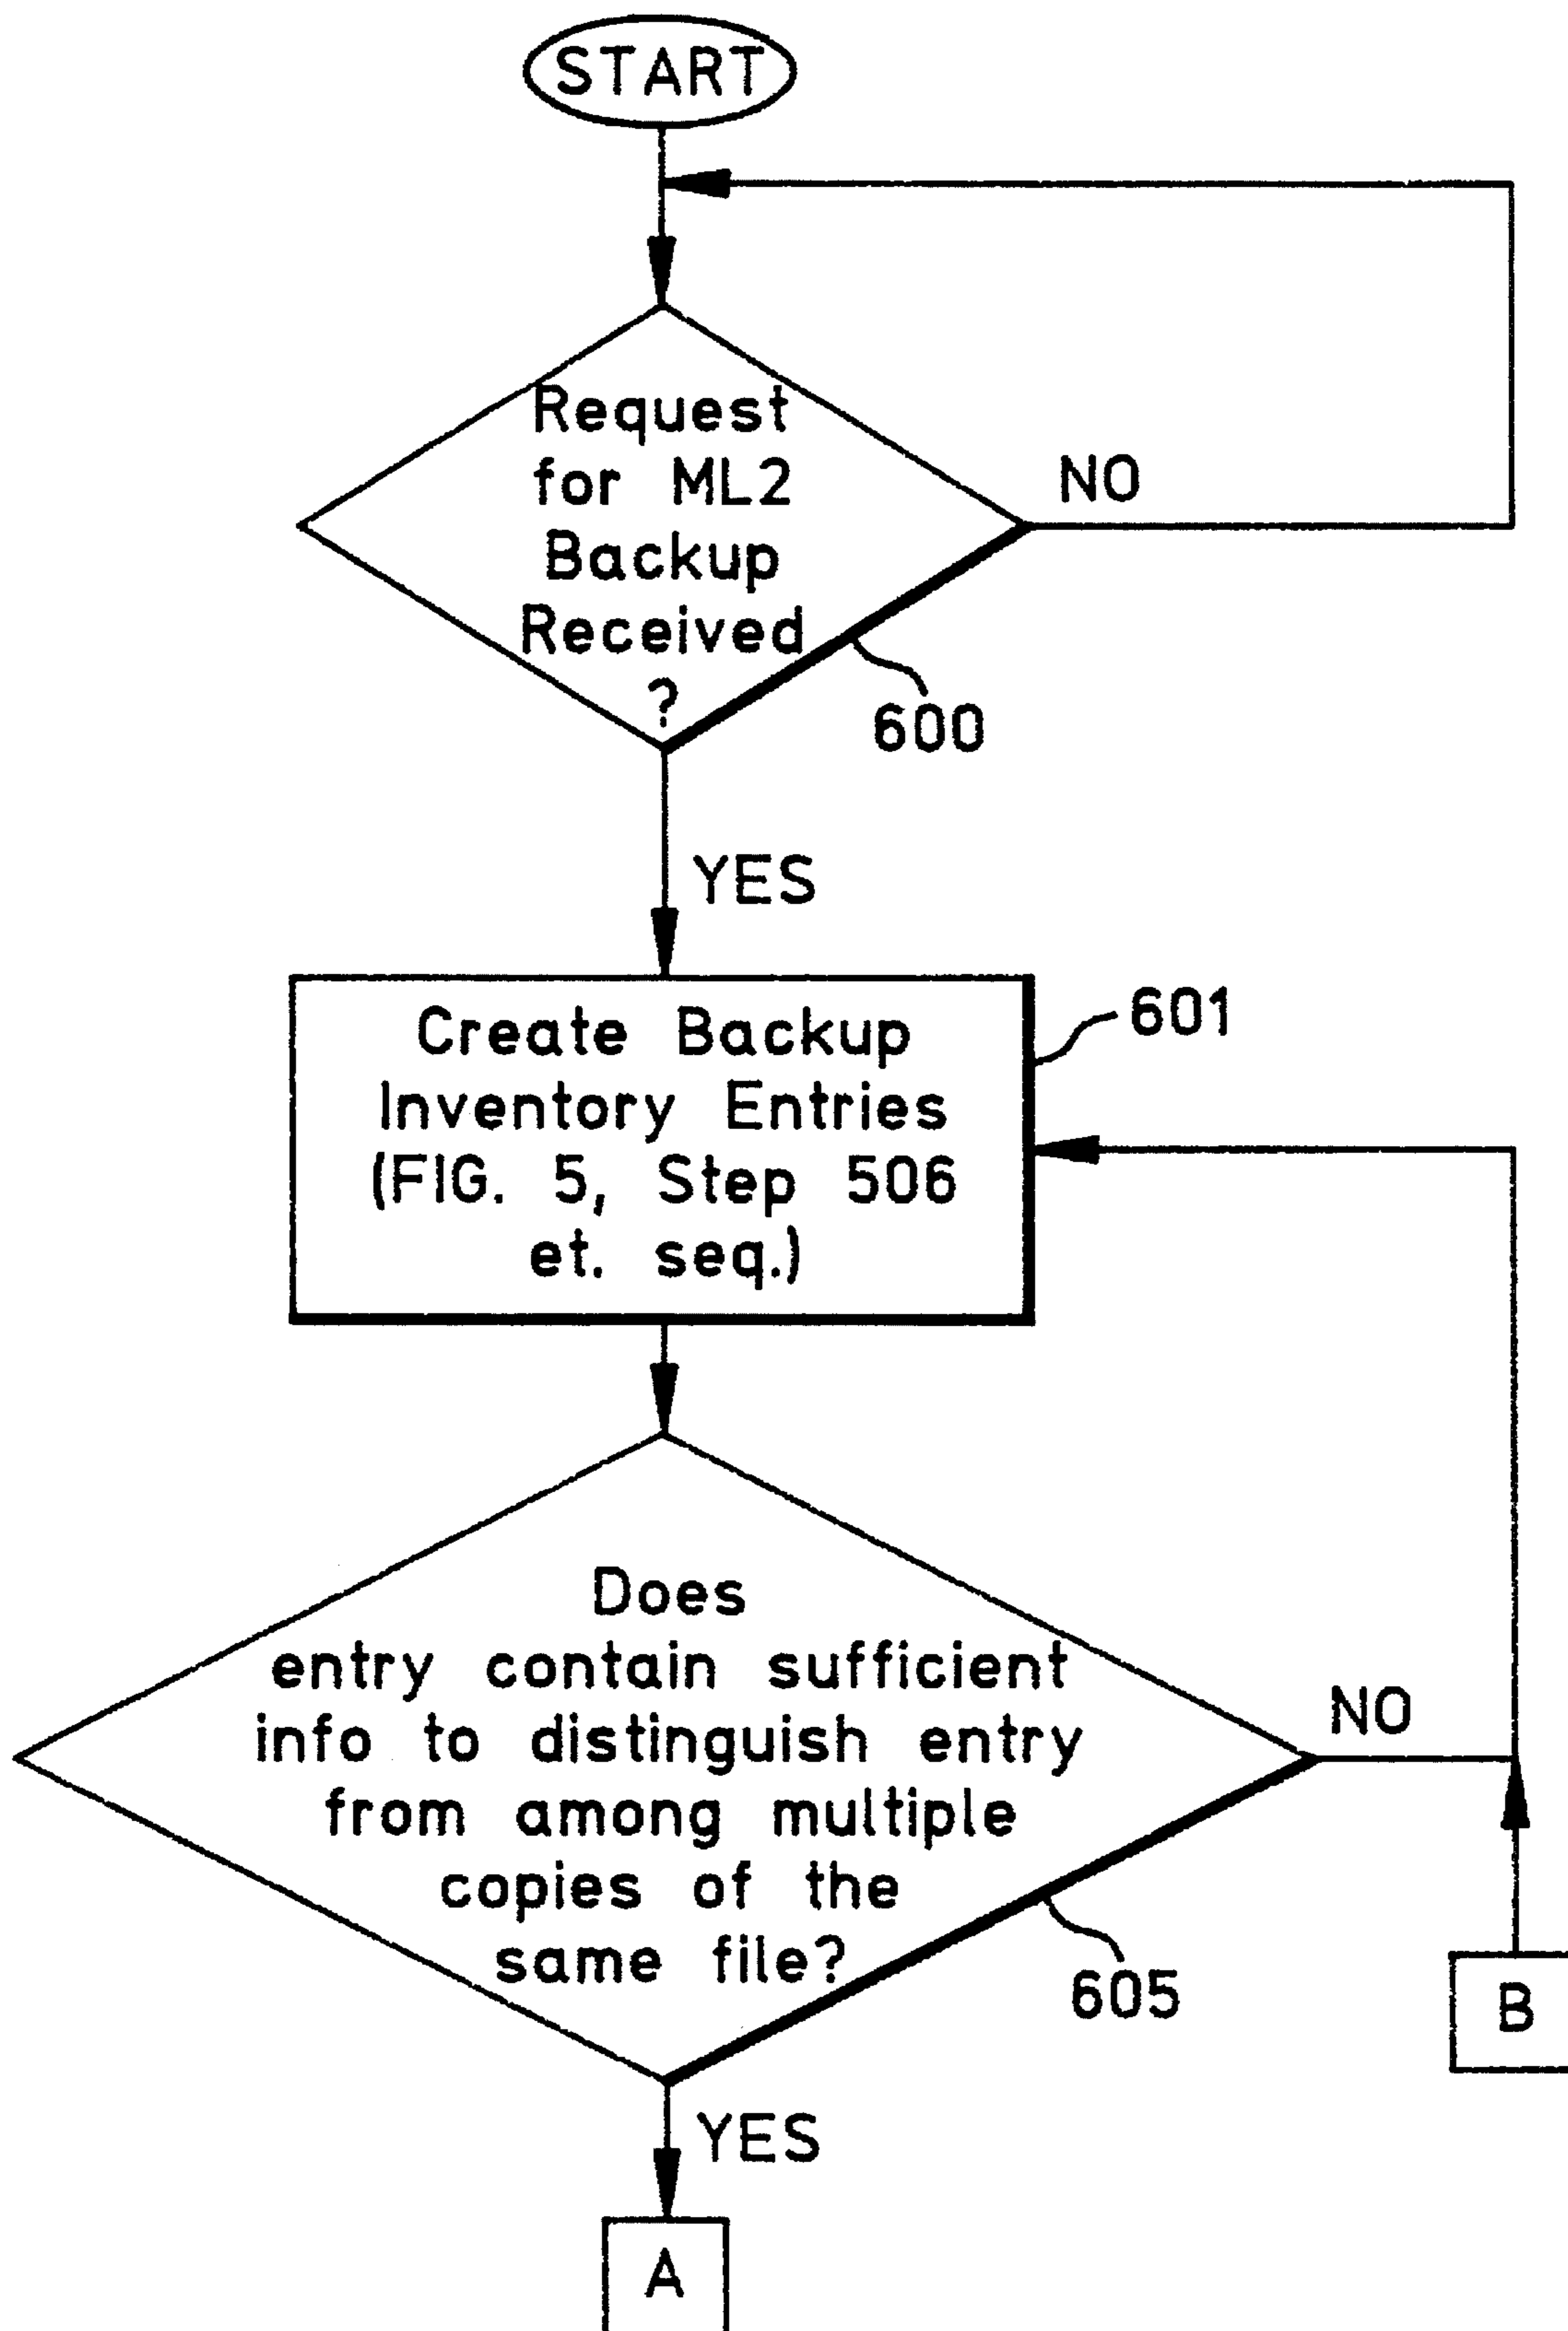 START
Request
for ML2
Backup
Received
?
NO
600
YES
Create Backup
Inventory Entries
(FIG. 5, Step 506
et. seq.)
601
Does
entry contain sufficient
info to distinguish entry
from among multiple
copies of the
same file?
NO
605
B
YES
A